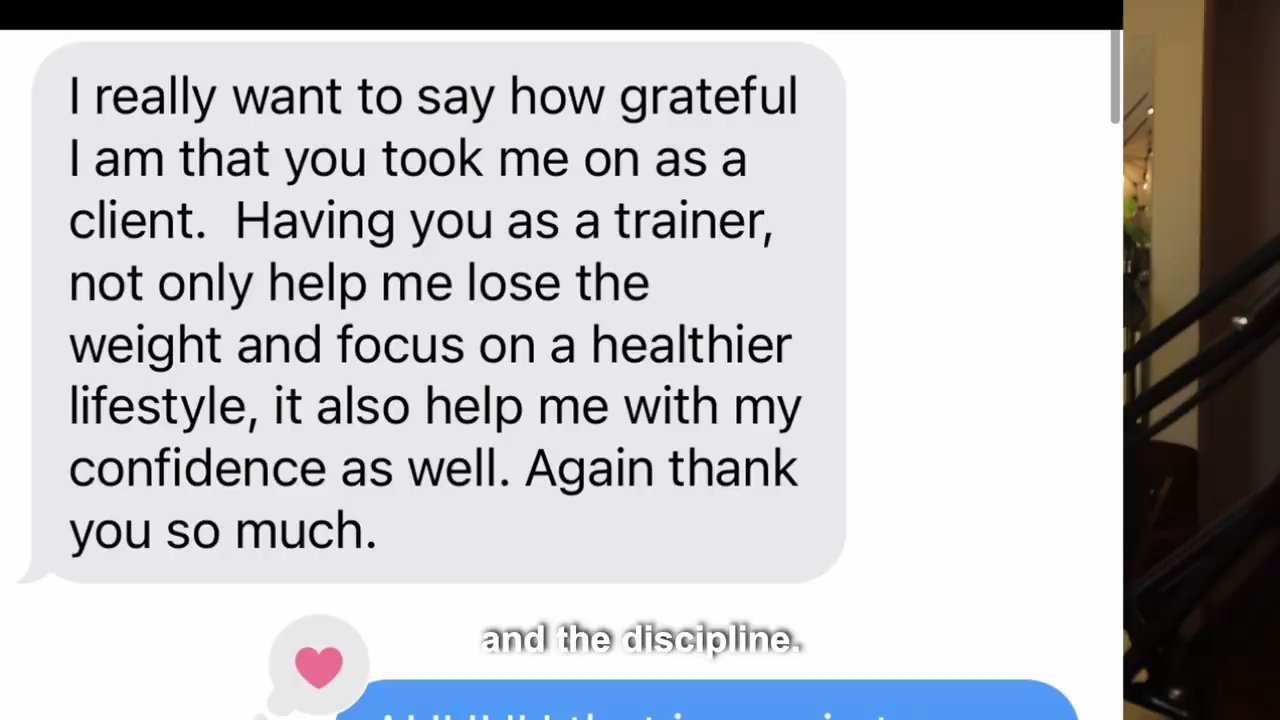 I really want to say how grateful
I am that you took me on as a
client.  Having you as a trainer,
not only help me lose the
weight and focus on a healthier
lifestyle, it also help me with my
confidence as well. Again thank
you so much.
and the discipline.